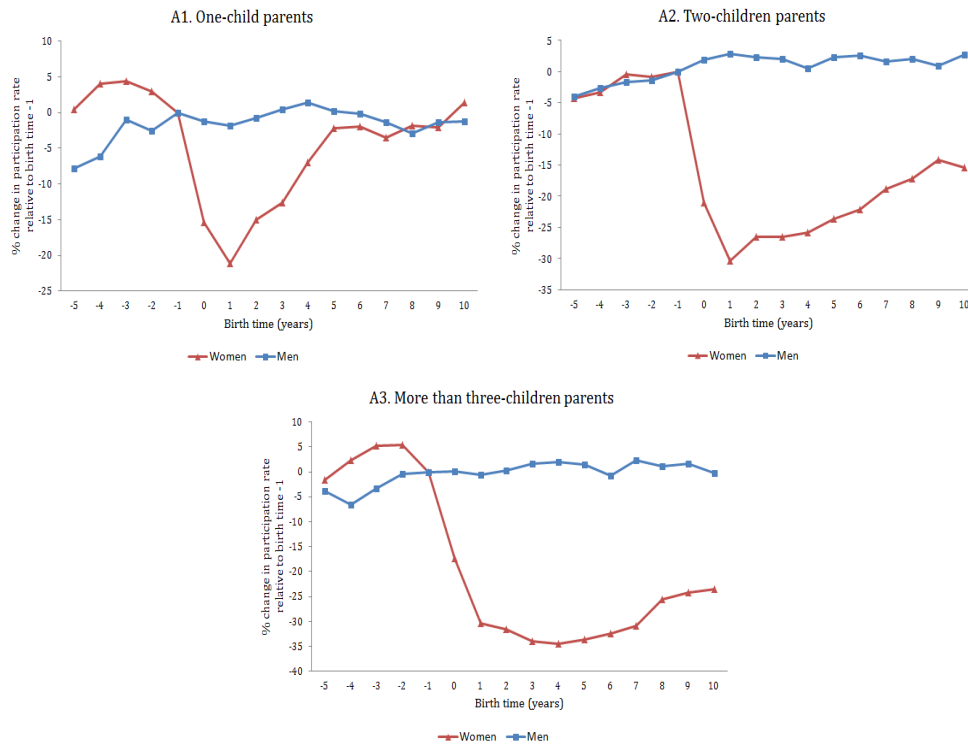 A1. One-child parents
% change in participation rate
relative to birth time -1
10
5
0
-5
-10
-15
-20
-25
-5 -4 -3 -2 -1 0 1 2 3 4 5 6 7 8 9 10
Birth time (years)
Women Men
A2. Two-children parents
% change in participation rate
relative to birth time -1
5
0
-5
-10
-15
-20
-25
-30
-35
-5 -4 -3 -2 -1 0 1 2 3 4 5 6 7 8 9 10
Birth time (years)
Women Men
A3. More than three-children parents
% change in participation rate
relative to birth time -1
10
5
0
-5
-10
-15
-20
-25
-30
-35
-40
-5 -4 -3 -2 -1 0 1 2 3 4 5 6 7 8 9 10
Birth time (years)
Women Men